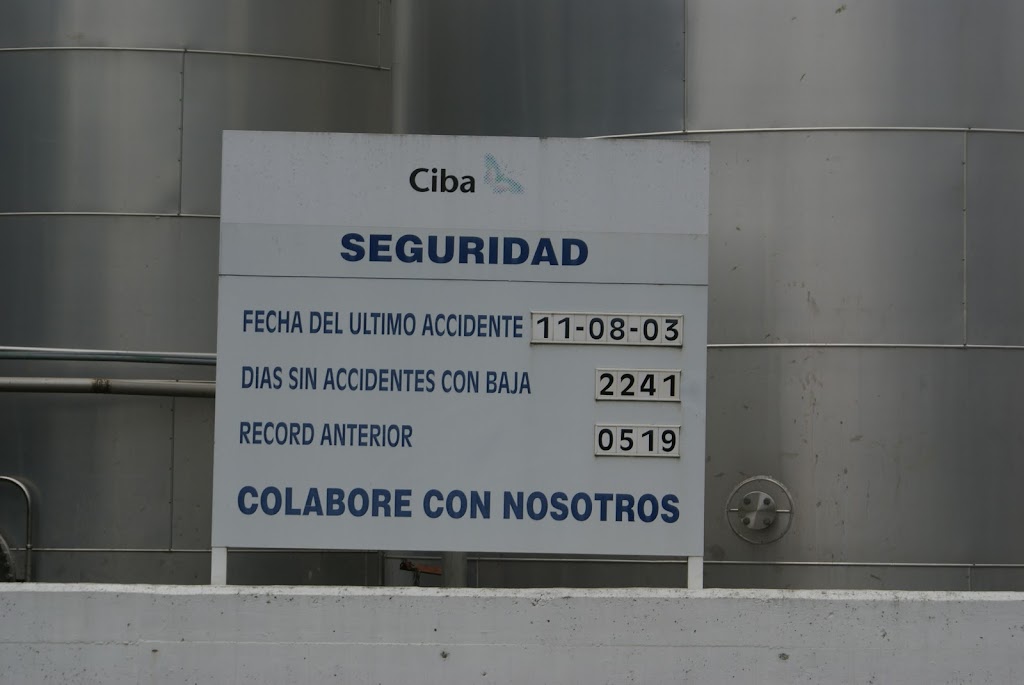 Ciba
SEGURIDAD
FECHA DEL ULTIMO ACCIDENTE 11-08-03
DIAS SIN ACCIDENTES CON BAJA 2241
RECORD ANTERIOR 0519
COLABORE CON NOSOTROS